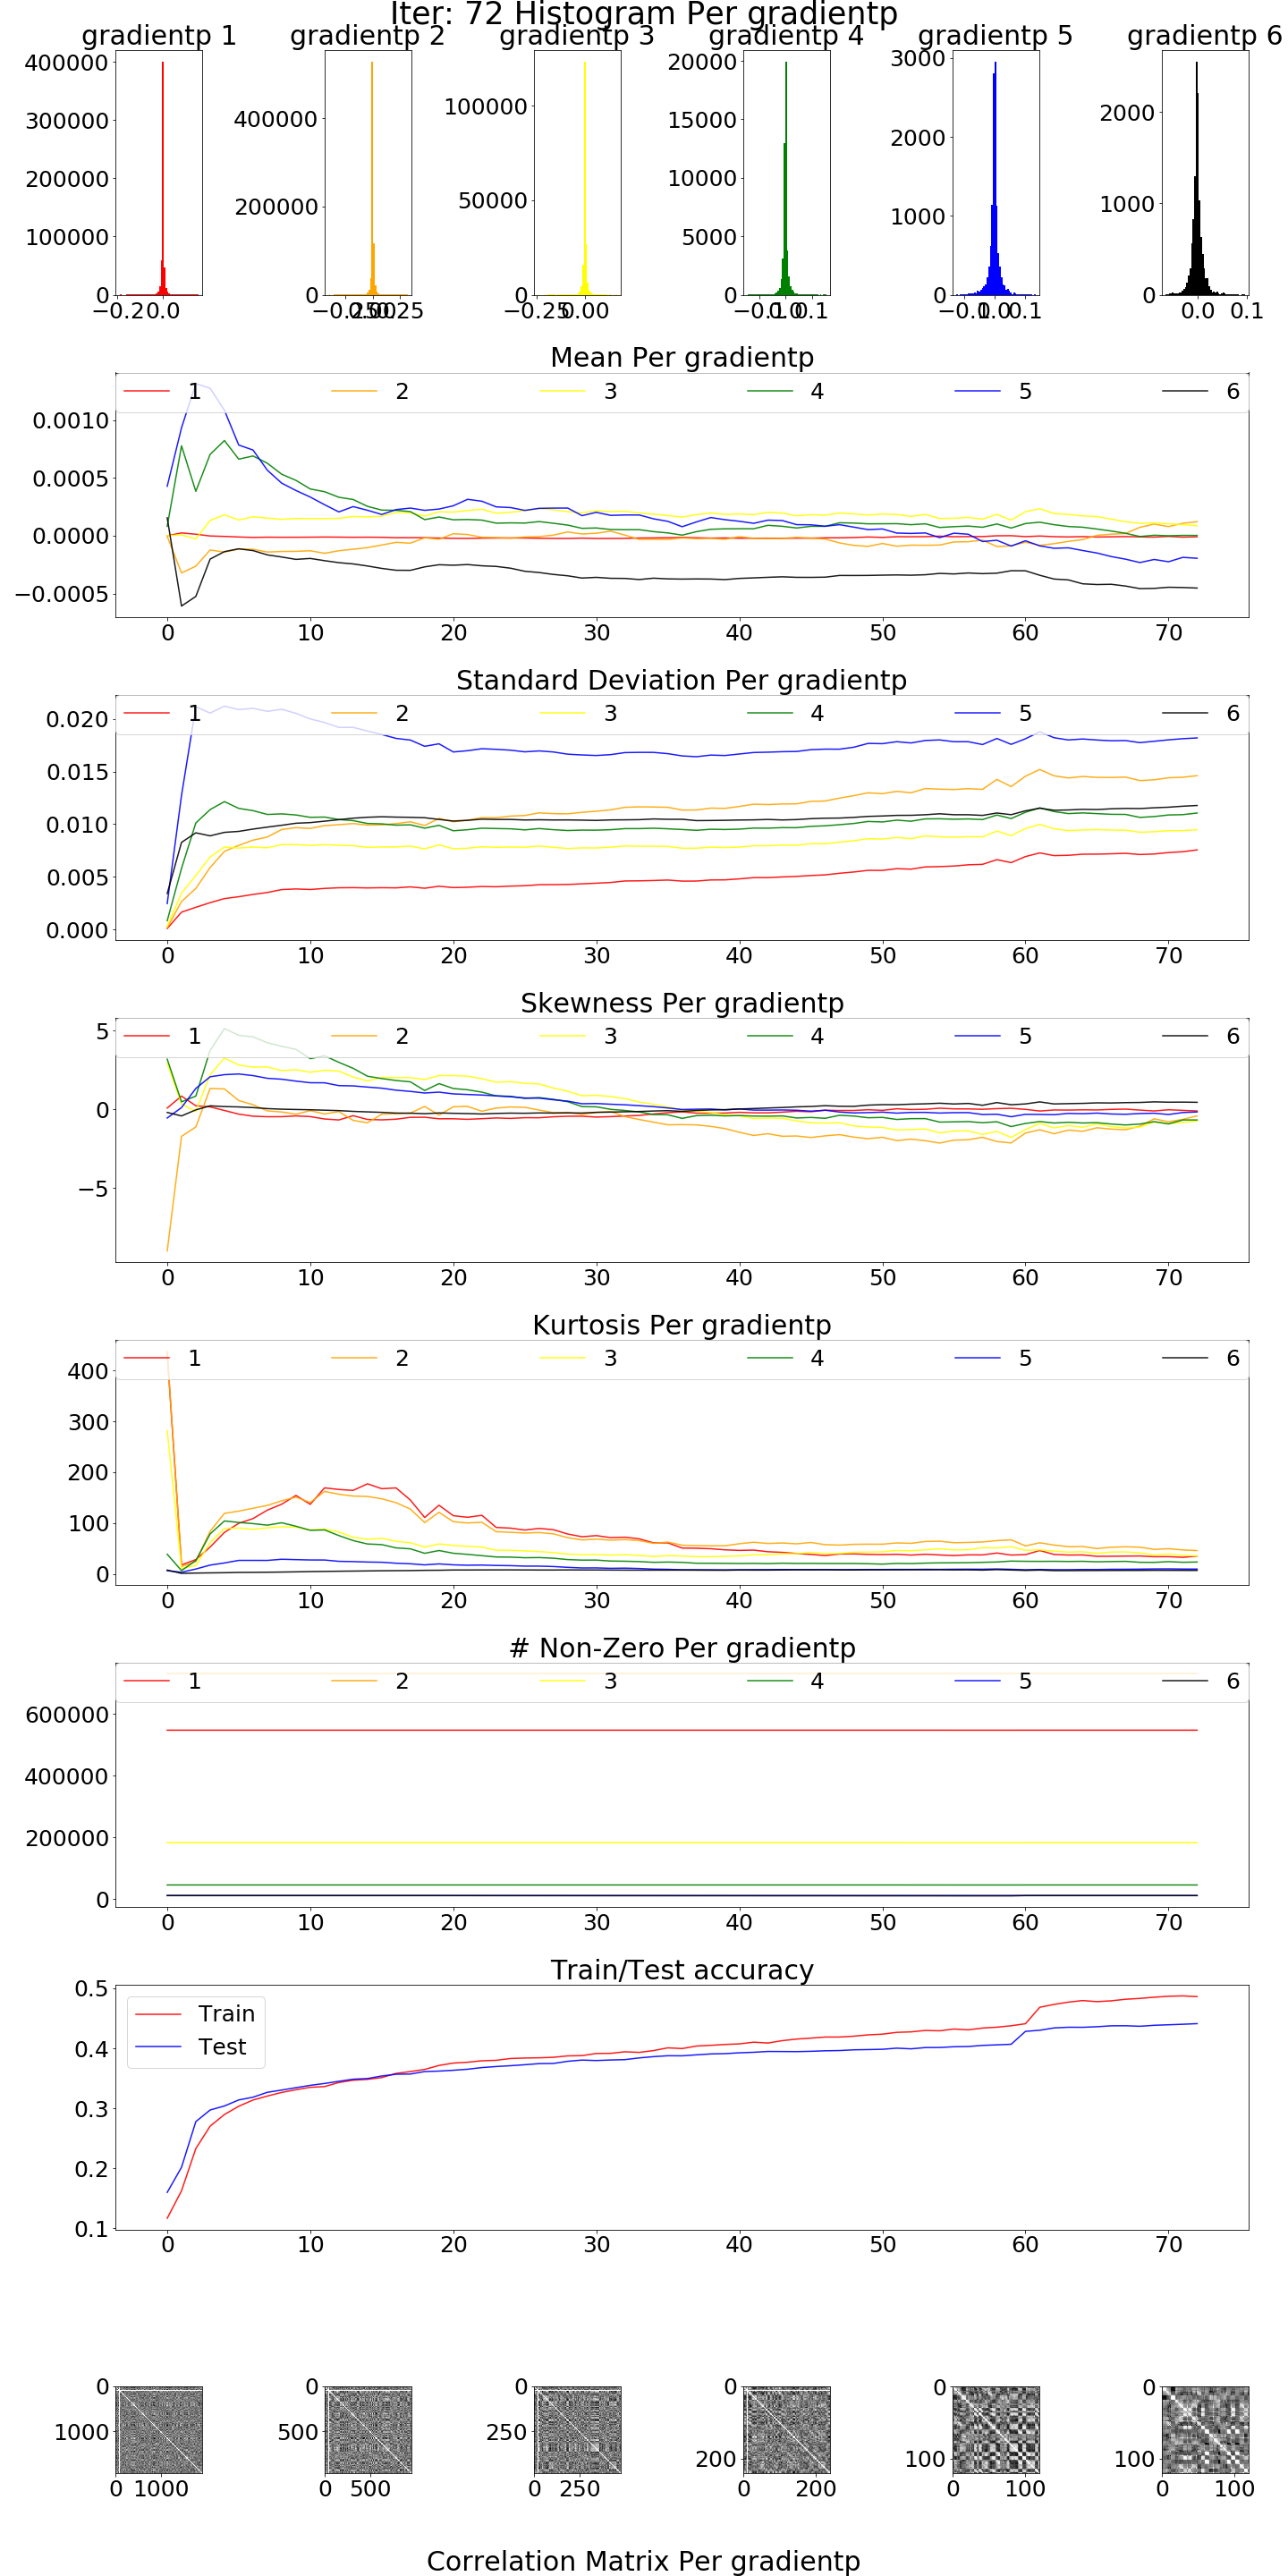 Iter: 72 Histogram Per gradientp
gradientp 1 gradientp 2 gradientp 3 gradientp 4 gradientp 5 gradientp 6
400000
300000
200000
100000
0
−0.2 0.0
400000
200000
0
−0.25 0.00 0.25
100000
50000
0
−0.25 0.00
20000
15000
10000
5000
0
−0.1 0.0 0.1
3000
2000
1000
0
−0.1 0.0 0.1
2000
1000
0
0.0 0.1
Mean Per gradientp
1 2 3 4 5 6
0.0010
0.0005
0.0000
−0.0005
0 10 20 30 40 50 60 70
Standard Deviation Per gradientp
1 2 3 4 5 6
0.020
0.015
0.010
0.005
0.000
0 10 20 30 40 50 60 70
Skewness Per gradientp
1 2 3 4 5 6
5
0
−5
0 10 20 30 40 50 60 70
Kurtosis Per gradientp
1 2 3 4 5 6
400
300
200
100
0
0 10 20 30 40 50 60 70
# Non-Zero Per gradientp
1 2 3 4 5 6
600000
400000
200000
0
0 10 20 30 40 50 60 70
Train/Test accuracy
Train
Test
0.5
0.4
0.3
0.2
0.1
0 10 20 30 40 50 60 70
0
1000
0 1000
0
500
0 500
0
250
0 250
0
200
0 200
0
100
0 100
0
100
0 100
Correlation Matrix Per gradientp